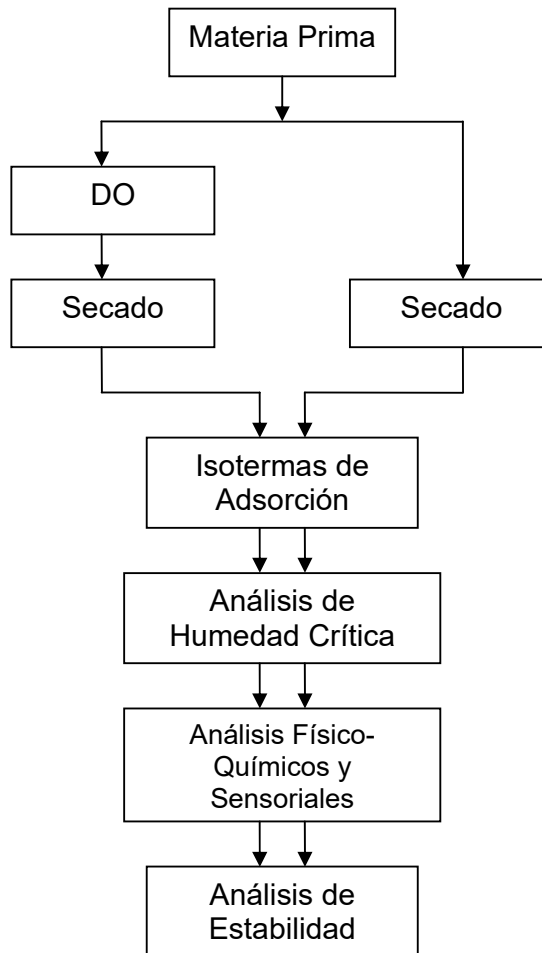 Materia Prima
DO
Secado
Secado
Isotermas de
Adsorción
Análisis de
Humedad Crítica
Análisis Físico-
Químicos y
Sensoriales
Análisis de
Estabilidad